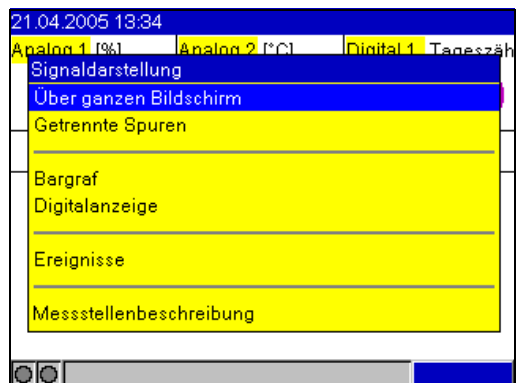 21.04.2005 13:34
Analog 1 [%] Analog 2 [°C] Digital 1 Tageszäh
Signaldarstellung
Über ganzen Bildschirm
Getrennte Spuren
Bargraf
Digitalanzeige
Ereignisse
Messstellenbeschreibung